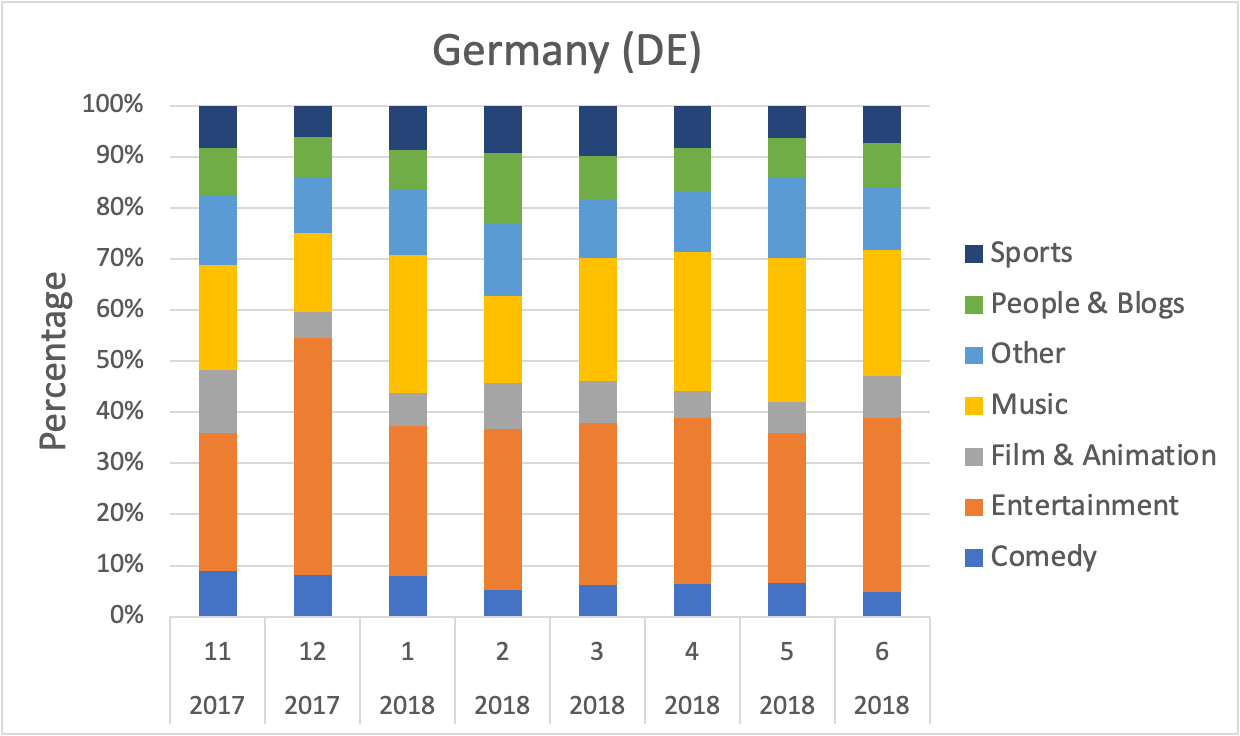 Germany (DE)
Percentage
100%
90%
80%
70%
60%
50%
40%
30%
20%
10%
0%
11 12 1 2 3 4 5 6
2017 2017 2018 2018 2018 2018 2018 2018
Sports
People & Blogs
Other
Music
Film & Animation
Entertainment
Comedy